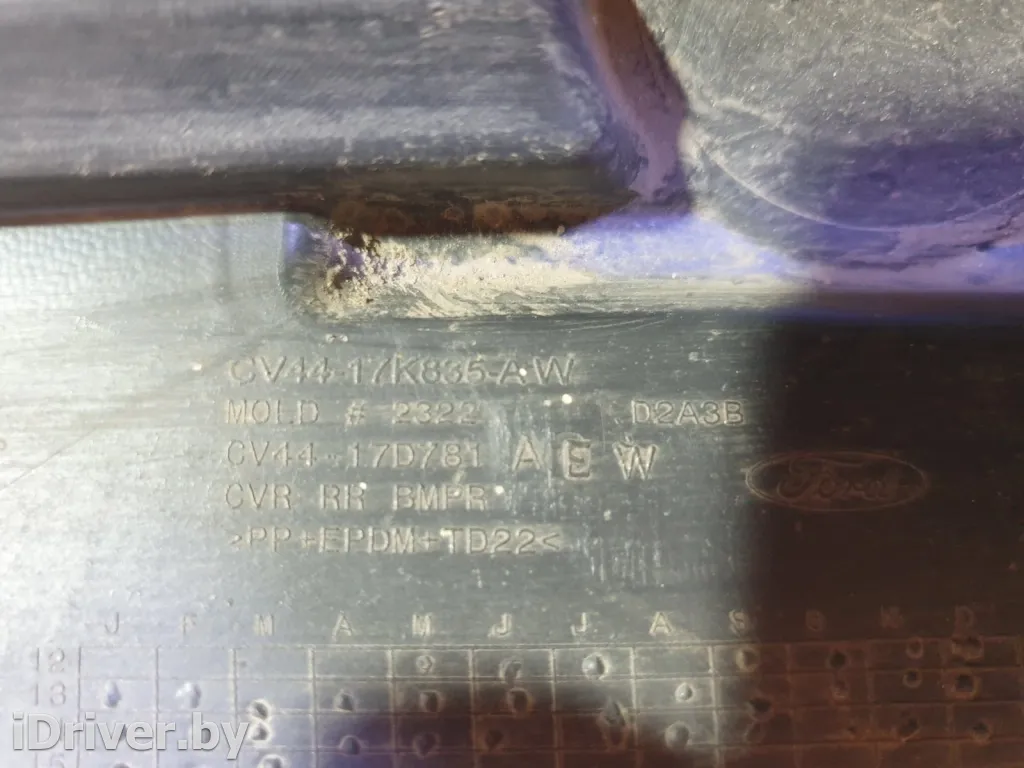 CV44-17K835-AW
MOLD # 2322 D2A3B
CV44-17D781 A E W
Ford
CVR RR BMPR
>PP+EPDM+TD22<
J F M A M J J A S O N D
12
13
iDriver.by